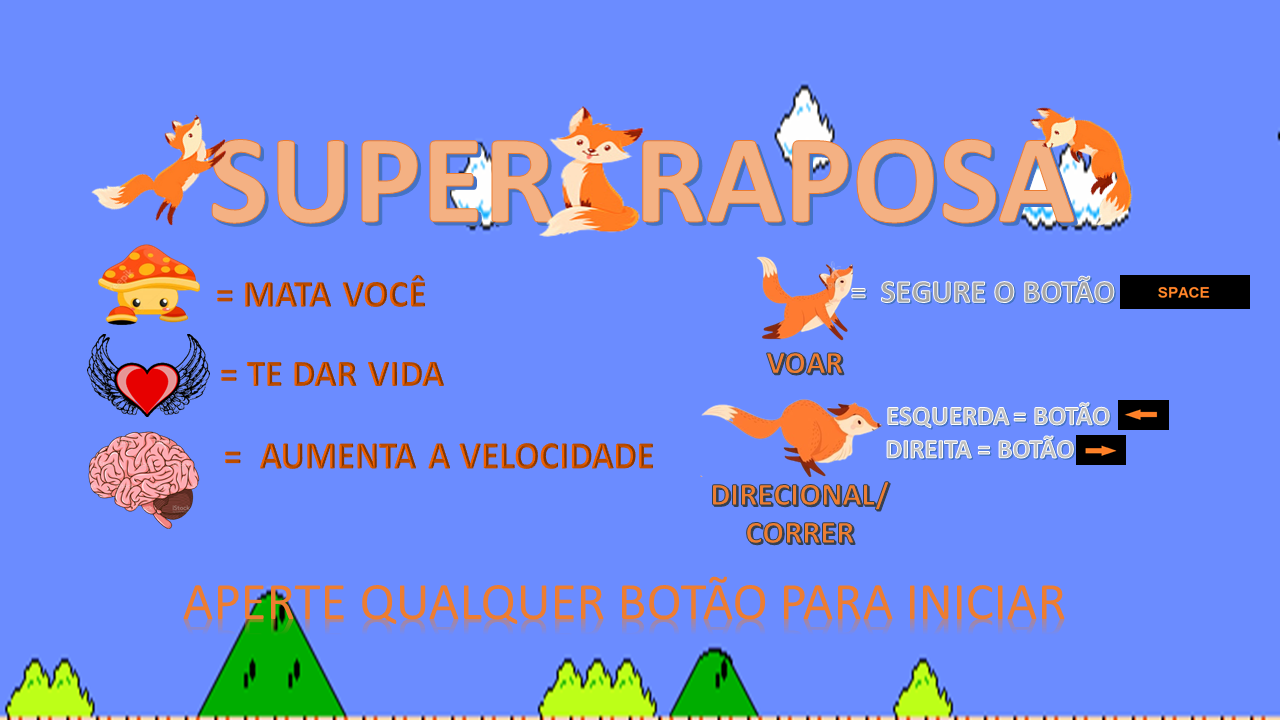 SUPER RAPOSA
= MATA VOCÊ
= TE DAR VIDA
= AUMENTA A VELOCIDADE
iStock
= SEGURE O BOTÃO SPACE
VOAR
ESQUERDA = BOTÃO ←
DIREITA = BOTÃO →
DIRECIONAL/
CORRER
APERTE QUALQUER BOTÃO PARA INICIAR